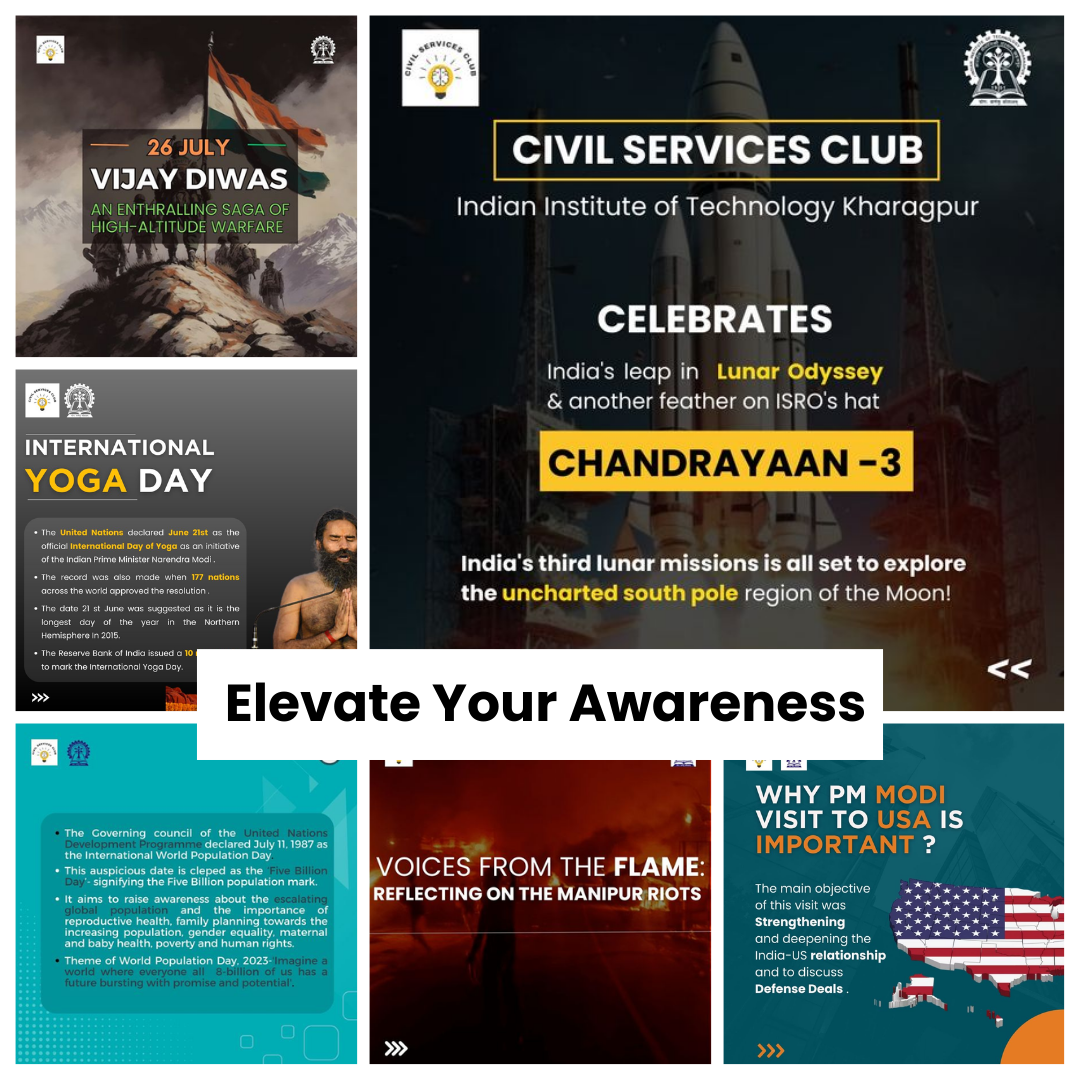 CIVIL SERVICES CLUB
26 JULY
VIJAY DIWAS
AN ENTHRALLING SAGA OF
HIGH-ALTITUDE WARFARE
CIVIL SERVICES CLUB
CIVIL SERVICES CLUB
Indian Institute of Technology Kharagpur
CELEBRATES
India's leap in Lunar Odyssey
& another feather on ISRO's hat
CHANDRAYAAN -3
India's third lunar missions is all set to explore
the uncharted south pole region of the Moon!
<<
CIVIL SERVICES CLUB
INTERNATIONAL
YOGA DAY
• The United Nations declared June 21st as the
official International Day of Yoga as an initiative
of the Indian Prime Minister Narendra Modi .
• The record was also made when 177 nations
across the world approved the resolution .
• The date 21 st June was suggested as it is the
longest day of the year in the Northern
Hemisphere In 2015.
• The Reserve Bank of India issued a 10
to mark the International Yoga Day.
>>>
Elevate Your Awareness
CIVIL SERVICES CLUB
• The Governing council of the United Nations
Development Programme declared July 11, 1987 as
the International World Population Day.
• This auspicious date is cleped as the 'Five Billion
Day'- signifying the Five Billion population mark.
• It aims to raise awareness about the escalating
global population and the importance of
reproductive health, family planning towards the
increasing population, gender equality, maternal
and baby health, poverty and human rights.
• Theme of World Population Day, 2023-'Imagine a
world where everyone all 8-billion of us has a
future bursting with promise and potential'.
>>>
VOICES FROM THE FLAME:
REFLECTING ON THE MANIPUR RIOTS
>>>
WHY PM MODI
VISIT TO USA IS
IMPORTANT ?
The main objective
of this visit was
Strengthening
and deepening the
India-US relationship
and to discuss
Defense Deals .
>>>